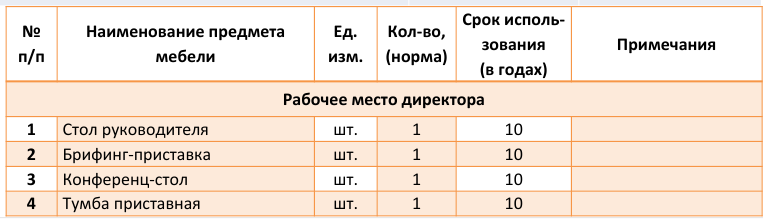 № п/п Наименование предмета мебели Ед. изм. Кол-во, (норма) Срок исполь-зования (в годах) Примечания
Рабочее место директора
1 Стол руководителя шт. 1 10
2 Брифинг-приставка шт. 1 10
3 Конференц-стол шт. 1 10
4 Тумба приставная шт. 1 10